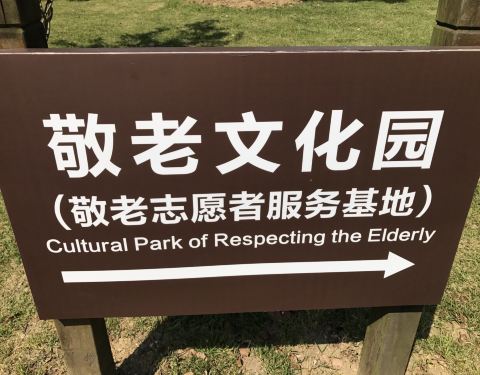 敬老文化园
（敬老志愿者服务基地）
Cultural Park of Respecting the Elderly